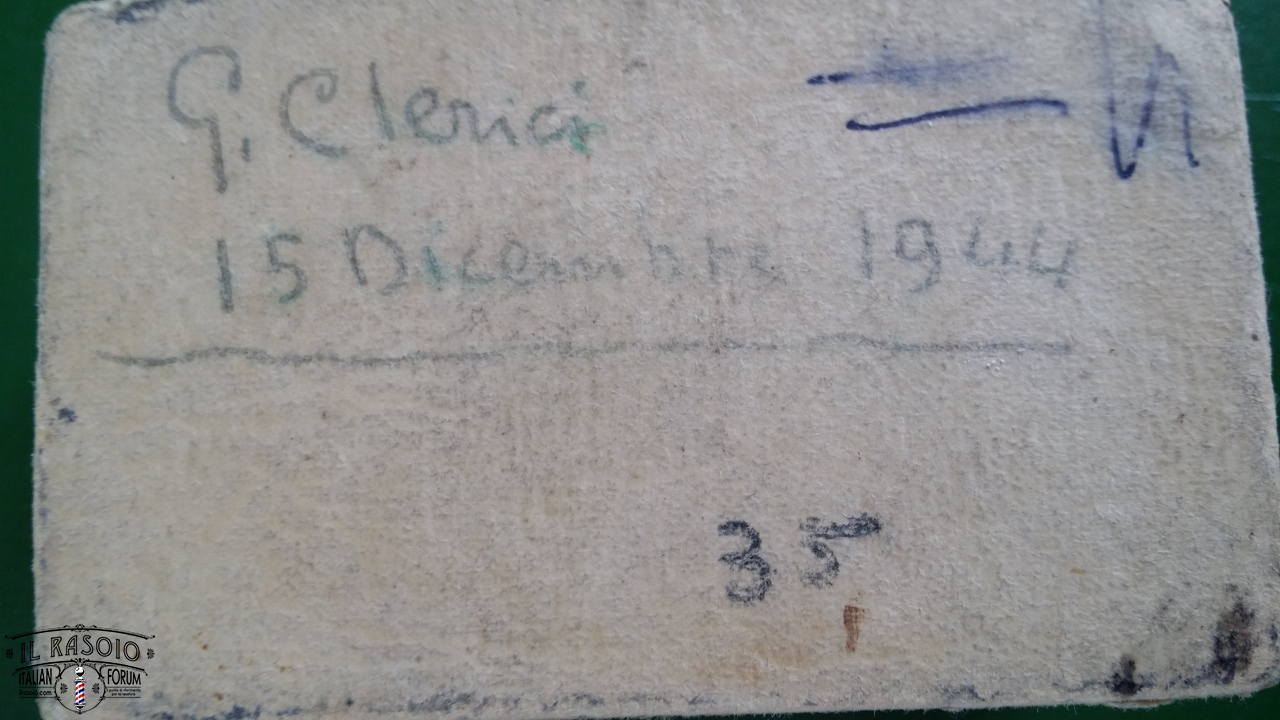 G. Clerici
15 Dicembre 1944
35
IL RASOIO
ITALIAN FORUM